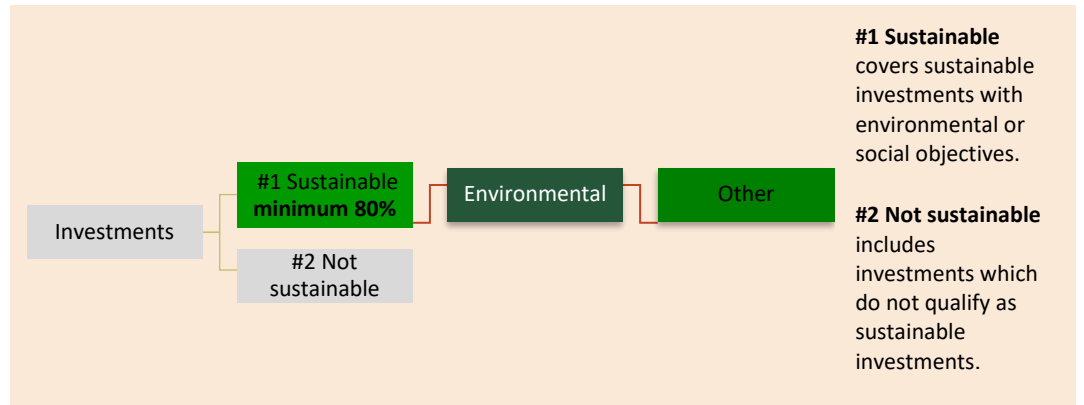 Investments
#1 Sustainable
minimum 80%
#2 Not
sustainable
Environmental
Other
#1 Sustainable
covers sustainable
investments with
environmental or
social objectives.
#2 Not sustainable
includes
investments which
do not qualify as
sustainable
investments.